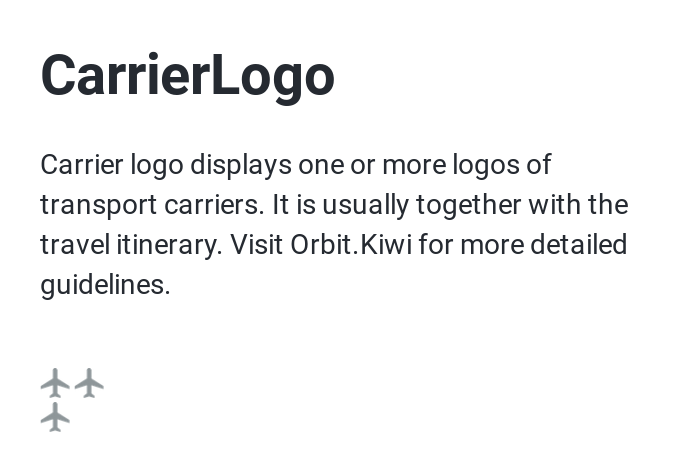 CarrierLogo
Carrier logo displays one or more logos of
transport carriers. It is usually together with the
travel itinerary. Visit Orbit.Kiwi for more detailed
guidelines.